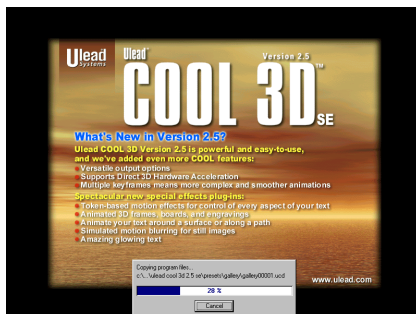 Ulead
Systems
Ulead™
Version 2.5
COOL 3D™
SE
What's New in Version 2.5?
Ulead COOL 3D Version 2.5 is powerful and easy-to-use,
and we've added even more COOL features:
Versatile output options
Supports Direct 3D Hardware Acceleration
Multiple keyframes means more complex and smoother animations
Spectacular new special effects plug-ins:
Token-based motion effects for control of every aspect of your text
Animated 3D frames, boards, and engravings
Animate your text around a surface or along a path
Simulated motion blurring for still images
Amazing glowing text
Copying program files...
c:\...\ulead cool 3d 2.5 se\presets\gallery\gallery00001.ucd
28 %
Cancel
www.ulead.com